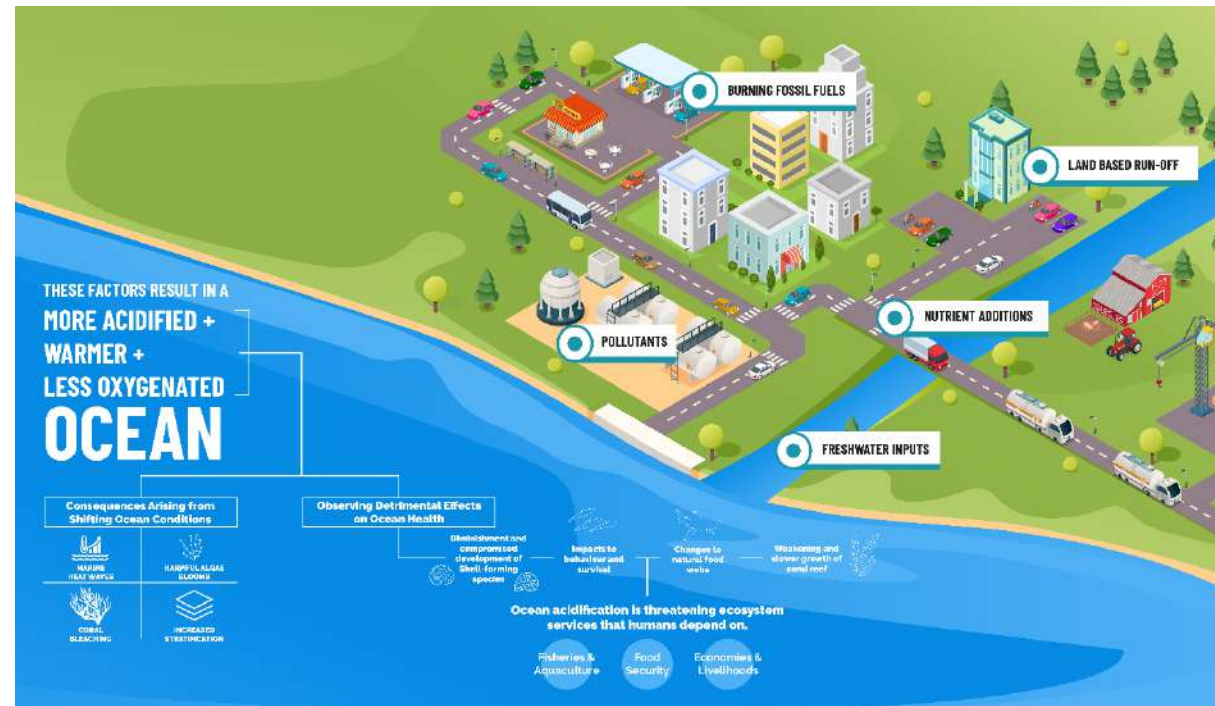 BURNING FOSSIL FUELS
LAND BASED RUN-OFF
NUTRIENT ADDITIONS
POLLUTANTS
FRESHWATER INPUTS
THESE FACTORS RESULT IN A
MORE ACIDIFIED +
WARMER +
LESS OXYGENATED
OCEAN
Consequences Arising from
Shifting Ocean Conditions
MARINE
HEATWAVES
HARPFUL ALGAE
BLOOMS
CORAL
BLEACHING
INCREASED
STRATIFICATION
Observing Detrimental Effects
on Ocean Health
Diminishment and
compromised
development of
Shell-forming
species
Impacts to
behaviour and
survival
Changes to
natural food
webs
Weakening and
slower growth of
coral reef
Ocean acidification is threatening ecosystem
services that humans depend on.
Fisheries &
Aquaculture
Food
Security
Economies &
Livelihoods